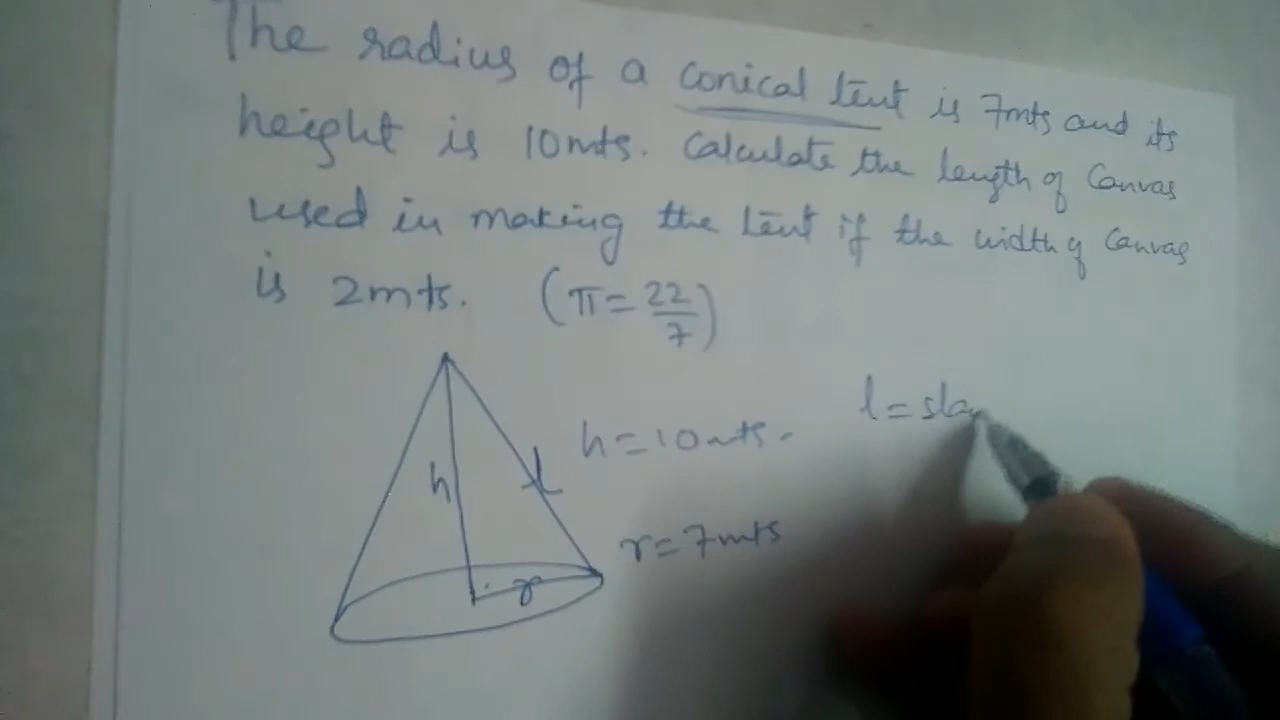 The radius of a conical tent is 7mts and its
height is 10mts. Calculate the length of Canvas
used in making the tent if the width of Canvas
is 2mts. (π = 22/7)
l = sla
h = 10mts.
h
l
r = 7mts
r